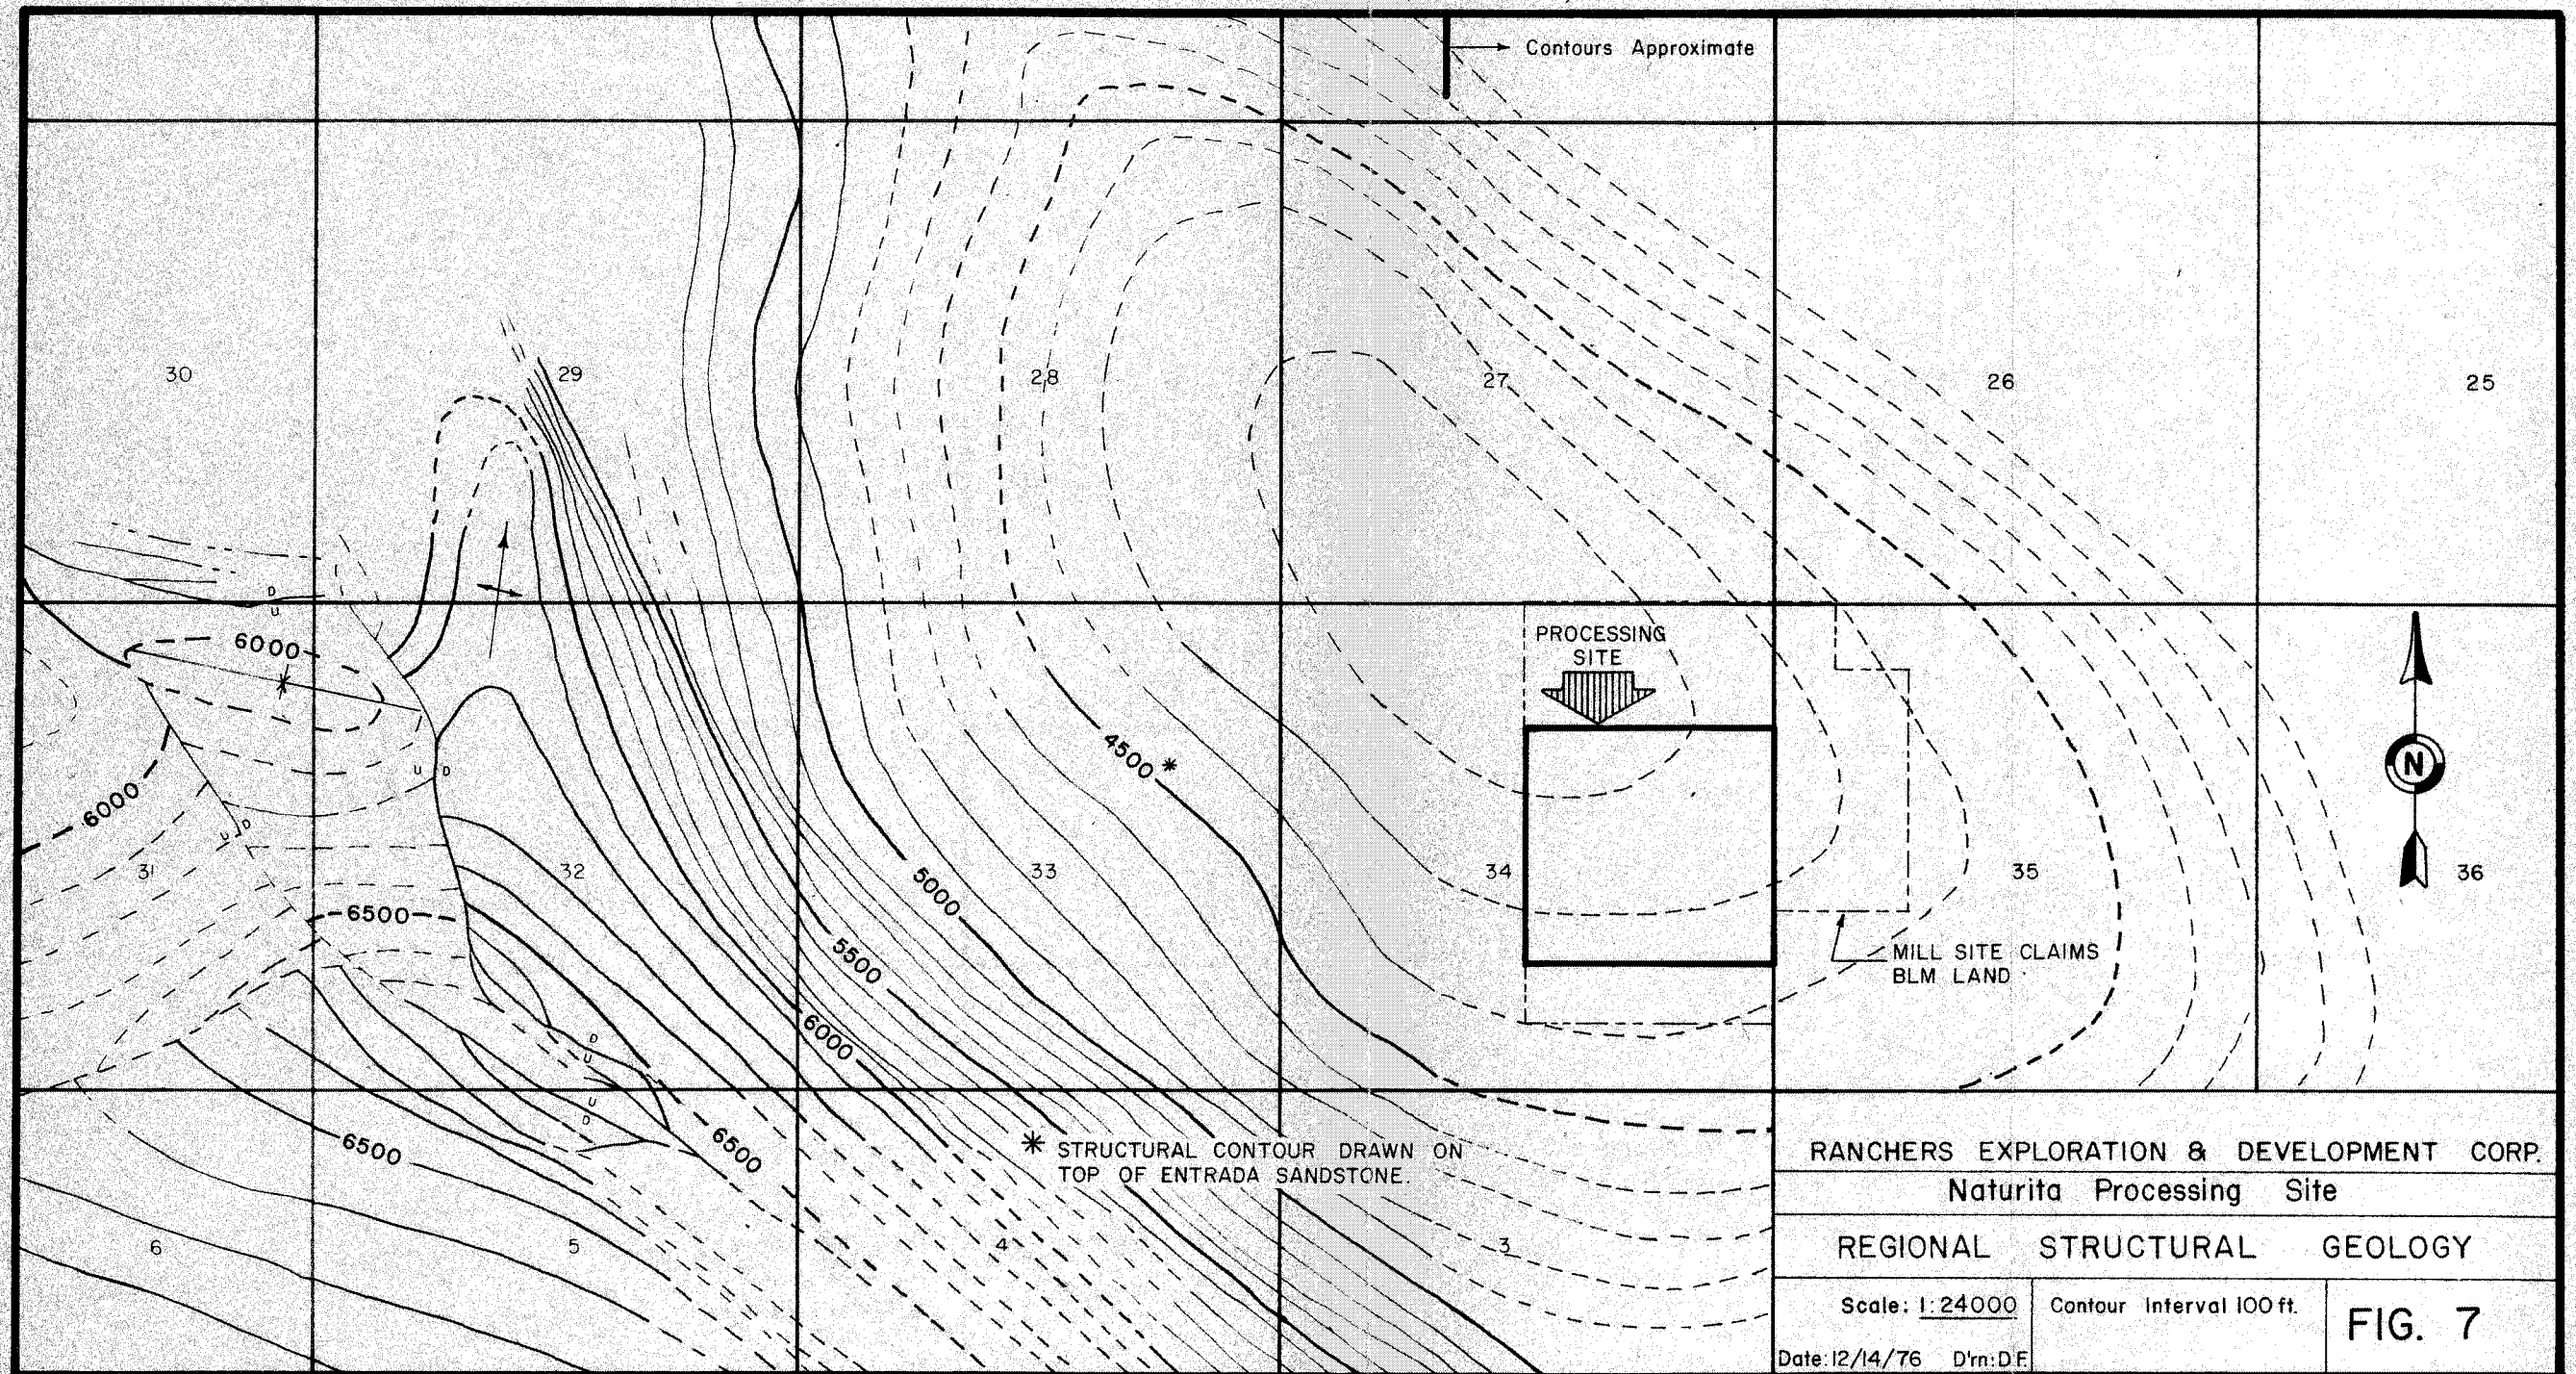 Contours Approximate
30
29
28
27
26
25
D
U
6000
PROCESSING
SITE
N
4500 *
U D
6000
U D
31
32
5000
33
34
35
36
6500
5500
MILL SITE CLAIMS
BLM LAND
6000
D
U
U
D
6500
6500
* STRUCTURAL CONTOUR DRAWN ON
TOP OF ENTRADA SANDSTONE.
6
5
4
3
RANCHERS EXPLORATION & DEVELOPMENT CORP.
Naturita Processing Site
REGIONAL STRUCTURAL GEOLOGY
Scale: 1:24000
Contour Interval 100 ft.
FIG. 7
Date: 12/14/76 D'rn: D.F.